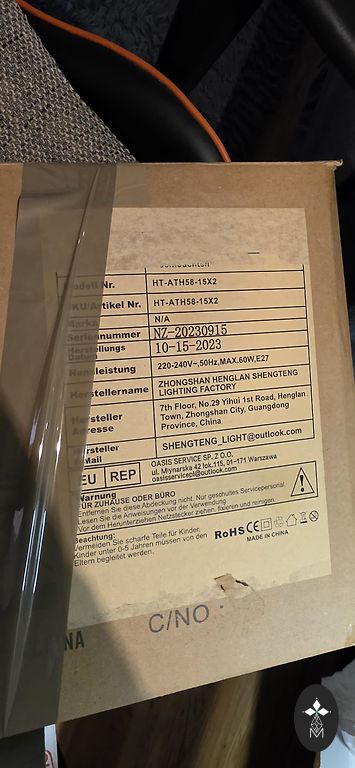 Modell Nr. HT-ATH58-15X2
SKU/Artikel Nr. HT-ATH58-15X2
Marka N/A
Seriennummer NZ-20230915
Herstellungs
Datum 10-15-2023
Nennleistung 220-240V~,50Hz,MAX.60W,E27
Herstellername ZHONGSHAN HENGLAN SHENGTENG
LIGHTING FACTORY
Hersteller
Adresse
7th Floor, No.29 Yihui 1st Road, Henglan
Town, Zhongshan City, Guangdong
Province, China
Hersteller
E-Mail SHENGTENG_LIGHT@outlook.com
EU REP
OASIS SERVICE SP. Z O.O.
ul. Mlynarska 42 lok.115, 01-171 Warszawa
oasisservicepl@outlook.com
Warnung
FÜR ZUHAUSE ODER BÜRO
Entfernen Sie diese Abdeckung nicht. Nur geschultes Servicepersonal.
Lesen Sie die Anweisungen vor der Verwendung.
Vor dem Herunterziehen Netzstecker ziehen, fixieren und reinigen.
Beachtung:
Vermeiden Sie scharfe Teile für Kinder.
Kinder unter 0-5 Jahren müssen von den
Eltern begleitet werden.
RoHS CE
MADE IN CHINA
C/NO
NA
M